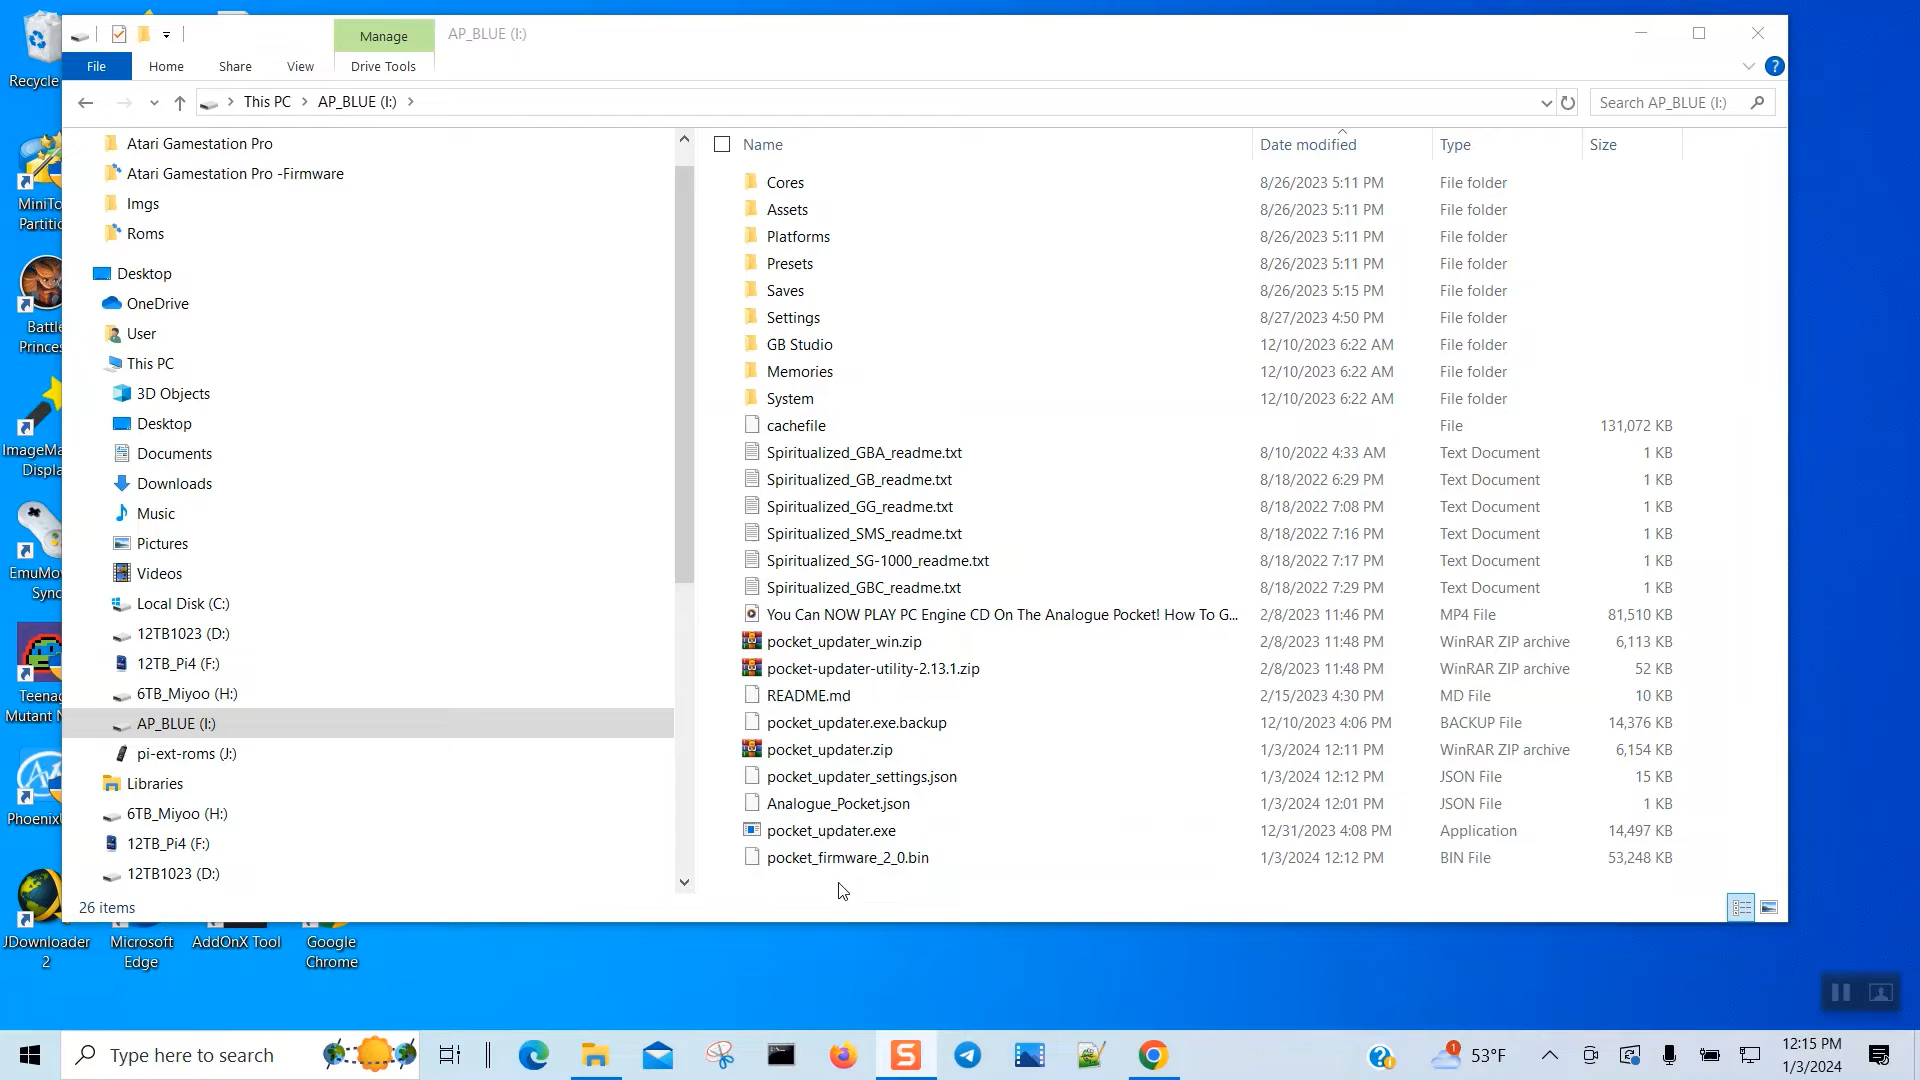 Manage
AP_BLUE (I:)
File
Home
Share
View
Drive Tools
This PC
AP_BLUE (I:)
Search AP_BLUE (I:)
Atari Gamestation Pro
Atari Gamestation Pro -Firmware
Imgs
Roms
Desktop
OneDrive
User
This PC
3D Objects
Desktop
Documents
Downloads
Music
Pictures
Videos
Local Disk (C:)
12TB1023 (D:)
12TB_Pi4 (F:)
6TB_Miyoo (H:)
AP_BLUE (I:)
pi-ext-roms (J:)
Libraries
6TB_Miyoo (H:)
12TB_Pi4 (F:)
12TB1023 (D:)
Name Date modified Type Size
Cores 8/26/2023 5:11 PM File folder
Assets 8/26/2023 5:11 PM File folder
Platforms 8/26/2023 5:11 PM File folder
Presets 8/26/2023 5:11 PM File folder
Saves 8/26/2023 5:15 PM File folder
Settings 8/27/2023 4:50 PM File folder
GB Studio 12/10/2023 6:22 AM File folder
Memories 12/10/2023 6:22 AM File folder
System 12/10/2023 6:22 AM File folder
cachefile File 131,072 KB
Spiritualized_GBA_readme.txt 8/10/2022 4:33 AM Text Document 1 KB
Spiritualized_GB_readme.txt 8/18/2022 6:29 PM Text Document 1 KB
Spiritualized_GG_readme.txt 8/18/2022 7:08 PM Text Document 1 KB
Spiritualized_SMS_readme.txt 8/18/2022 7:16 PM Text Document 1 KB
Spiritualized_SG-1000_readme.txt 8/18/2022 7:17 PM Text Document 1 KB
Spiritualized_GBC_readme.txt 8/18/2022 7:29 PM Text Document 1 KB
You Can NOW PLAY PC Engine CD On The Analogue Pocket! How To G... 2/8/2023 11:46 PM MP4 File 81,510 KB
pocket_updater_win.zip 2/8/2023 11:48 PM WinRAR ZIP archive 6,113 KB
pocket-updater-utility-2.13.1.zip 2/8/2023 11:48 PM WinRAR ZIP archive 52 KB
README.md 2/15/2023 4:30 PM MD File 10 KB
pocket_updater.exe.backup 12/10/2023 4:06 PM BACKUP File 14,376 KB
pocket_updater.zip 1/3/2024 12:11 PM WinRAR ZIP archive 6,154 KB
pocket_updater_settings.json 1/3/2024 12:12 PM JSON File 15 KB
Analogue_Pocket.json 1/3/2024 12:01 PM JSON File 1 KB
pocket_updater.exe 12/31/2023 4:08 PM Application 14,497 KB
pocket_firmware_2_0.bin 1/3/2024 12:12 PM BIN File 53,248 KB
26 items
Recycle
MiniTo
Partitic
Battle
Princes
ImageMa
Displa
EmuMov
Sync
Teenag
Mutant N
PhoenixU
JDownloader
2
Microsoft
Edge
AddOnX Tool
Google
Chrome
Type here to search
1
53°F
12:15 PM
1/3/2024